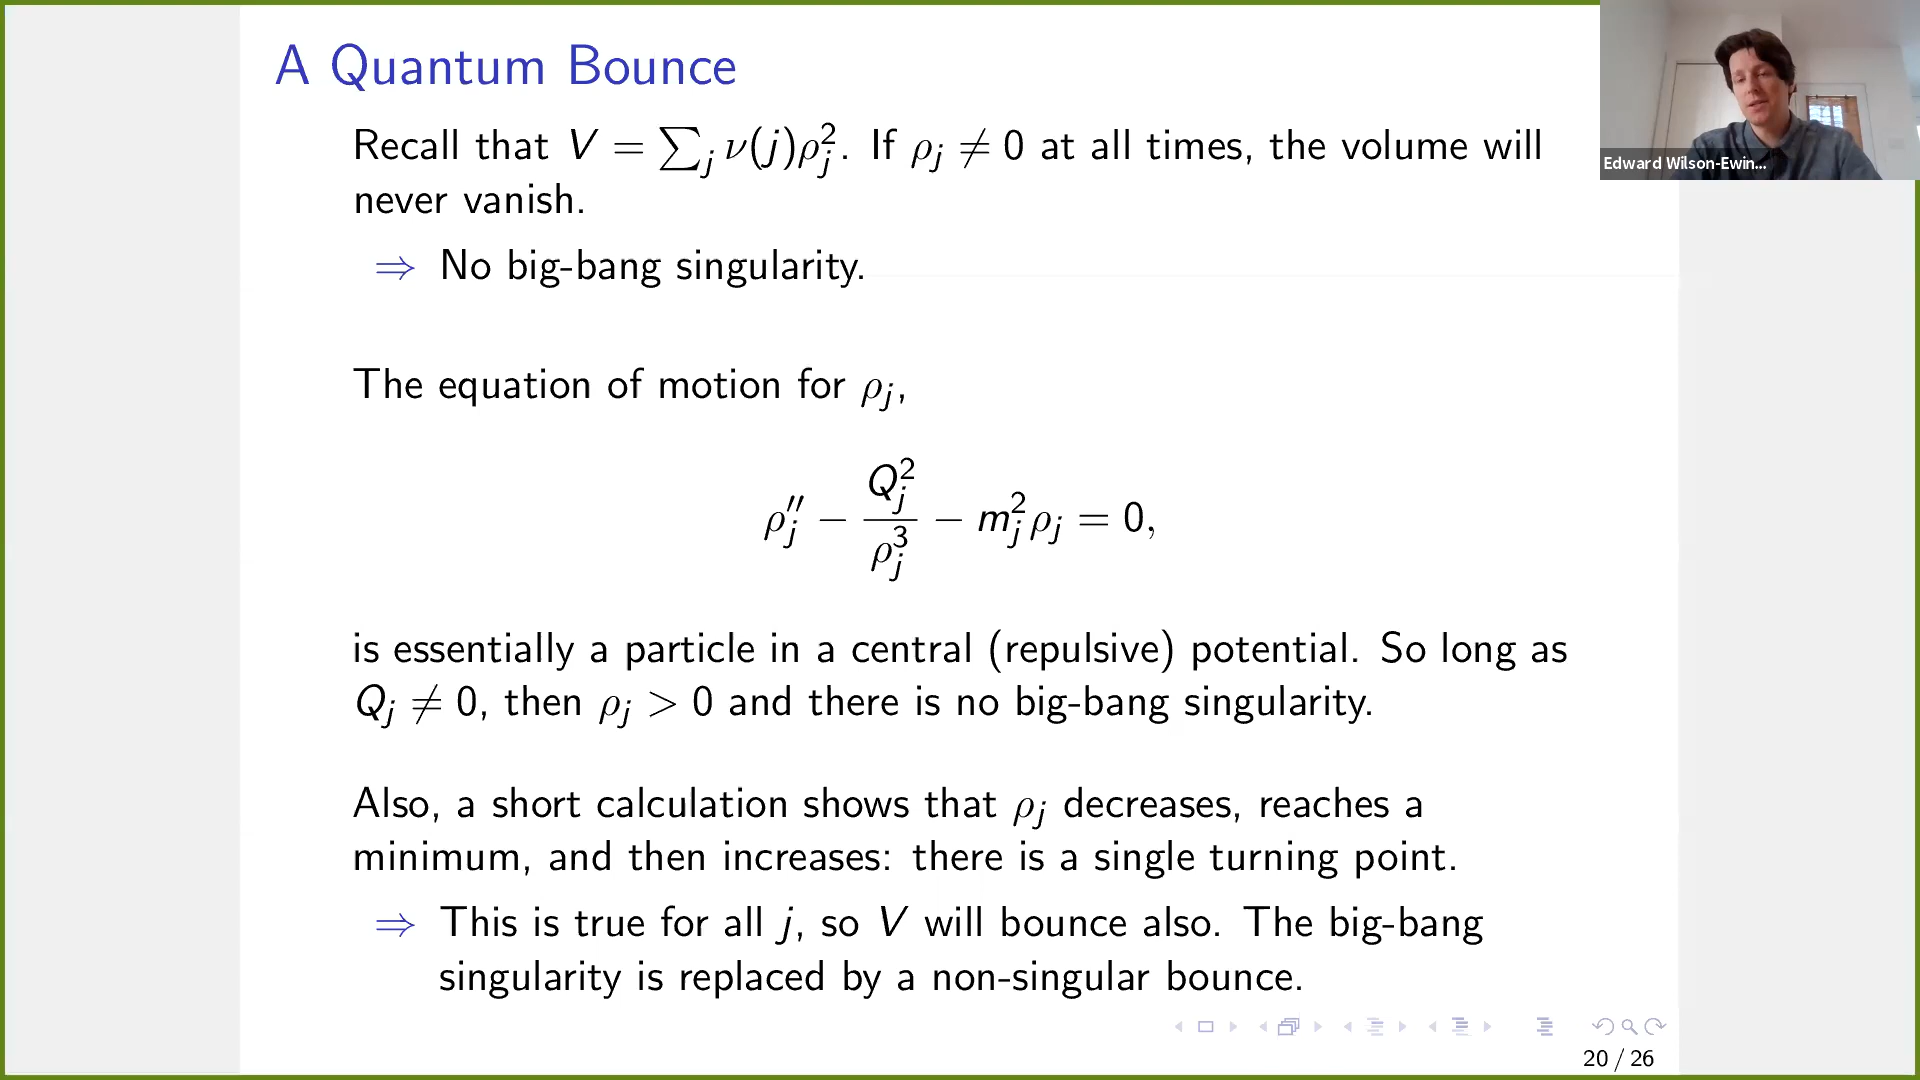 A Quantum Bounce
Edward Wilson-Ewin...
Recall that V = ∑_j ν(j)ρ_j^2. If ρ_j ≠ 0 at all times, the volume will
never vanish.
⇒ No big-bang singularity.
The equation of motion for ρ_j,
ρ_j'' − Q_j^2/ρ_j^3 − m_j^2 ρ_j = 0,
is essentially a particle in a central (repulsive) potential. So long as
Q_j ≠ 0, then ρ_j > 0 and there is no big-bang singularity.
Also, a short calculation shows that ρ_j decreases, reaches a
minimum, and then increases: there is a single turning point.
⇒ This is true for all j, so V will bounce also. The big-bang
singularity is replaced by a non-singular bounce.
20 / 26